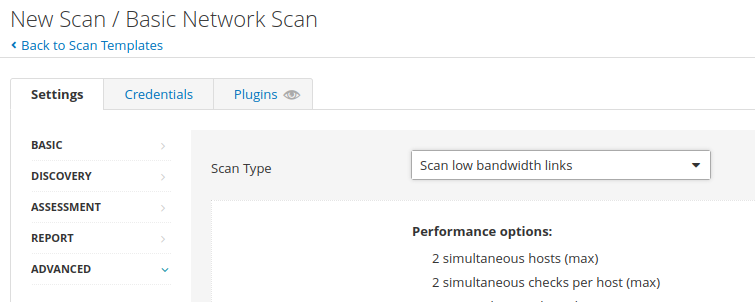 New Scan / Basic Network Scan
Back to Scan Templates
Settings Credentials Plugins
BASIC
DISCOVERY
ASSESSMENT
REPORT
ADVANCED
Scan Type Scan low bandwidth links
Performance options:
2 simultaneous hosts (max)
2 simultaneous checks per host (max)